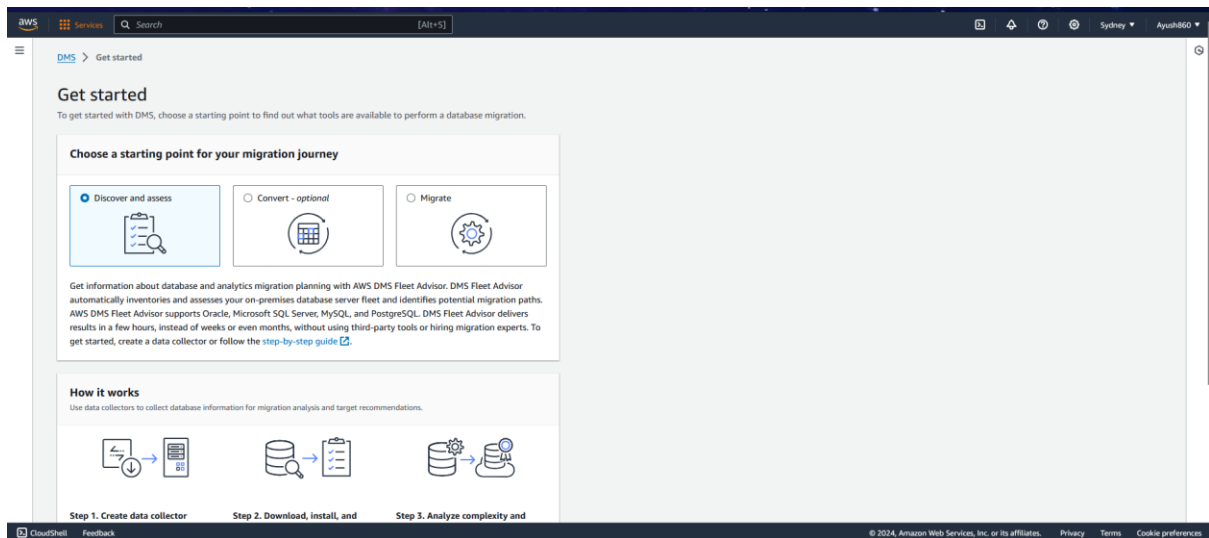 aws
Services
Search
[Alt+S]
Sydney
Ayush860
DMS > Get started
Get started
To get started with DMS, choose a starting point to find out what tools are available to perform a database migration.
Choose a starting point for your migration journey
Discover and assess
Convert - optional
Migrate
Get information about database and analytics migration planning with AWS DMS Fleet Advisor. DMS Fleet Advisor
automatically inventories and assesses your on-premises database server fleet and identifies potential migration paths.
AWS DMS Fleet Advisor supports Oracle, Microsoft SQL Server, MySQL, and PostgreSQL. DMS Fleet Advisor delivers
results in a few hours, instead of weeks or even months, without using third-party tools or hiring migration experts. To
get started, create a data collector or follow the step-by-step guide.
How it works
Use data collectors to collect database information for migration analysis and target recommendations.
Step 1. Create data collector
Step 2. Download, install, and
Step 3. Analyze complexity and
CloudShell
Feedback
© 2024, Amazon Web Services, Inc. or its affiliates.
Privacy
Terms
Cookie preferences